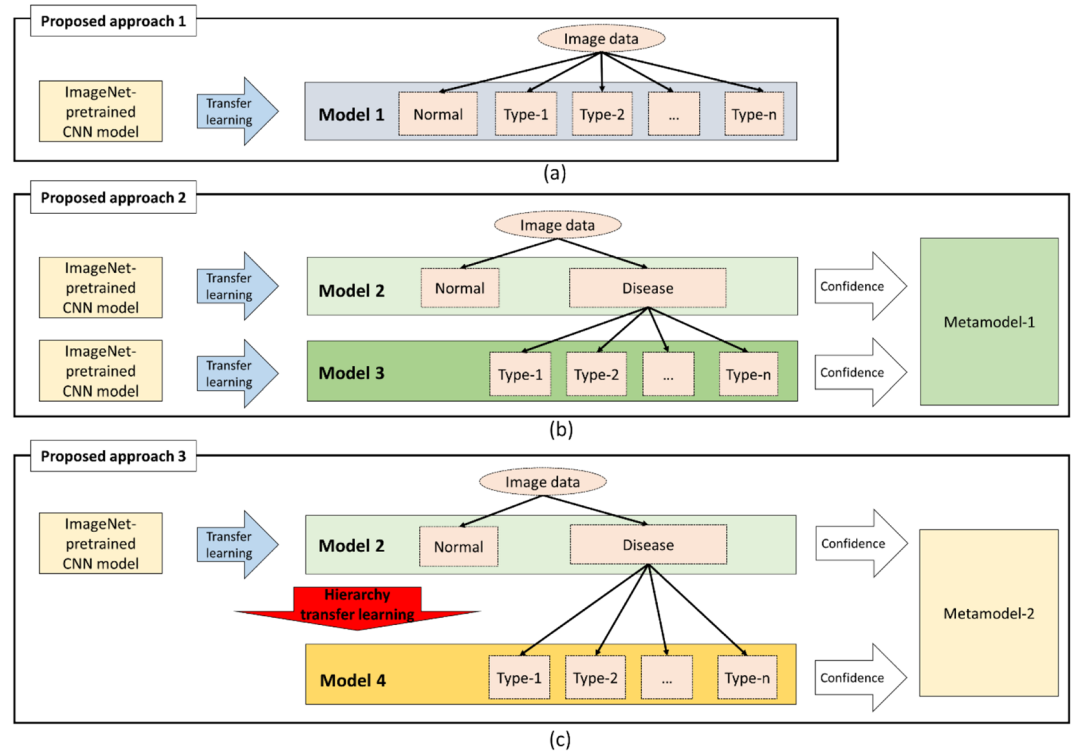 Proposed approach 1
Image data
ImageNet-
pretrained
CNN model
Transfer
learning
Model 1
Normal
Type-1
Type-2
...
Type-n
(a)
Proposed approach 2
Image data
ImageNet-
pretrained
CNN model
Transfer
learning
Model 2
Normal
Disease
Confidence
Metamodel-1
ImageNet-
pretrained
CNN model
Transfer
learning
Model 3
Type-1
Type-2
...
Type-n
Confidence
(b)
Proposed approach 3
Image data
ImageNet-
pretrained
CNN model
Transfer
learning
Model 2
Normal
Disease
Confidence
Hierarchy
transfer learning
Metamodel-2
Model 4
Type-1
Type-2
...
Type-n
Confidence
(c)